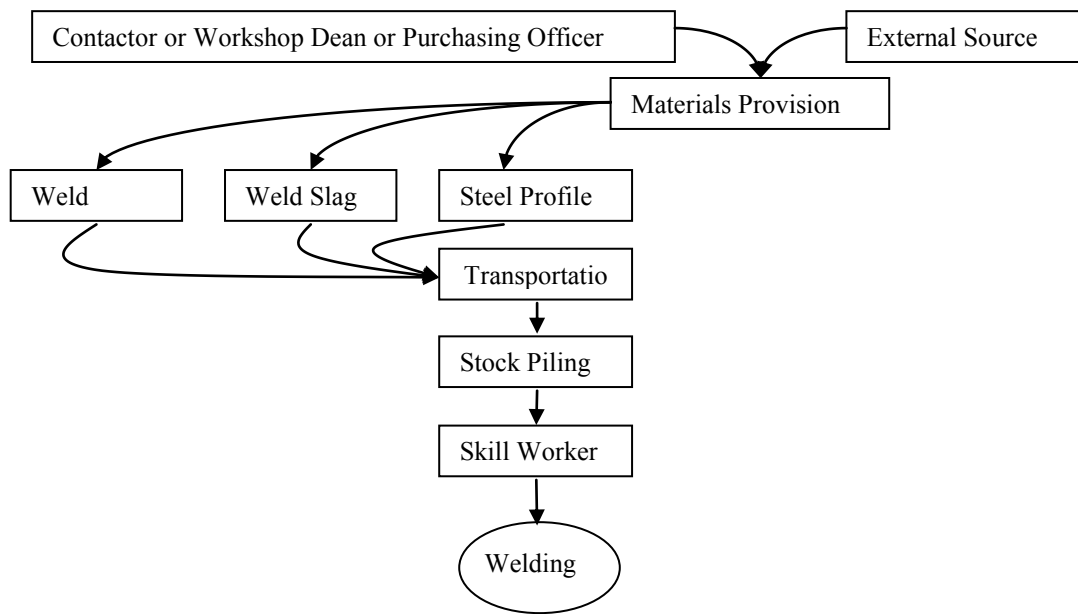 Contactor or Workshop Dean or Purchasing Officer
External Source
Materials Provision
Weld
Weld Slag
Steel Profile
Transportatio
Stock Piling
Skill Worker
Welding